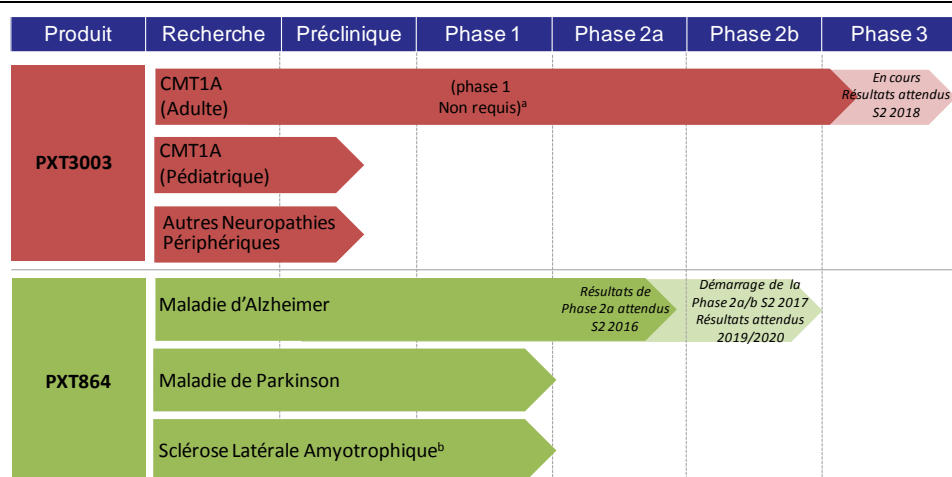 Produit Recherche Préclinique Phase 1 Phase 2a Phase 2b Phase 3
PXT3003
CMT1A
(Adulte)
(phase 1
Non requis)ª
En cours
Résultats attendus
S2 2018
CMT1A
(Pédiatrique)
Autres Neuropathies
Périphériques
PXT864
Maladie d'Alzheimer
Résultats de
Phase 2a attendus
S2 2016
Démarrage de la
Phase 2a/b S2 2017
Résultats attendus
2019/2020
Maladie de Parkinson
Sclérose Latérale Amyotrophiqueᵇ